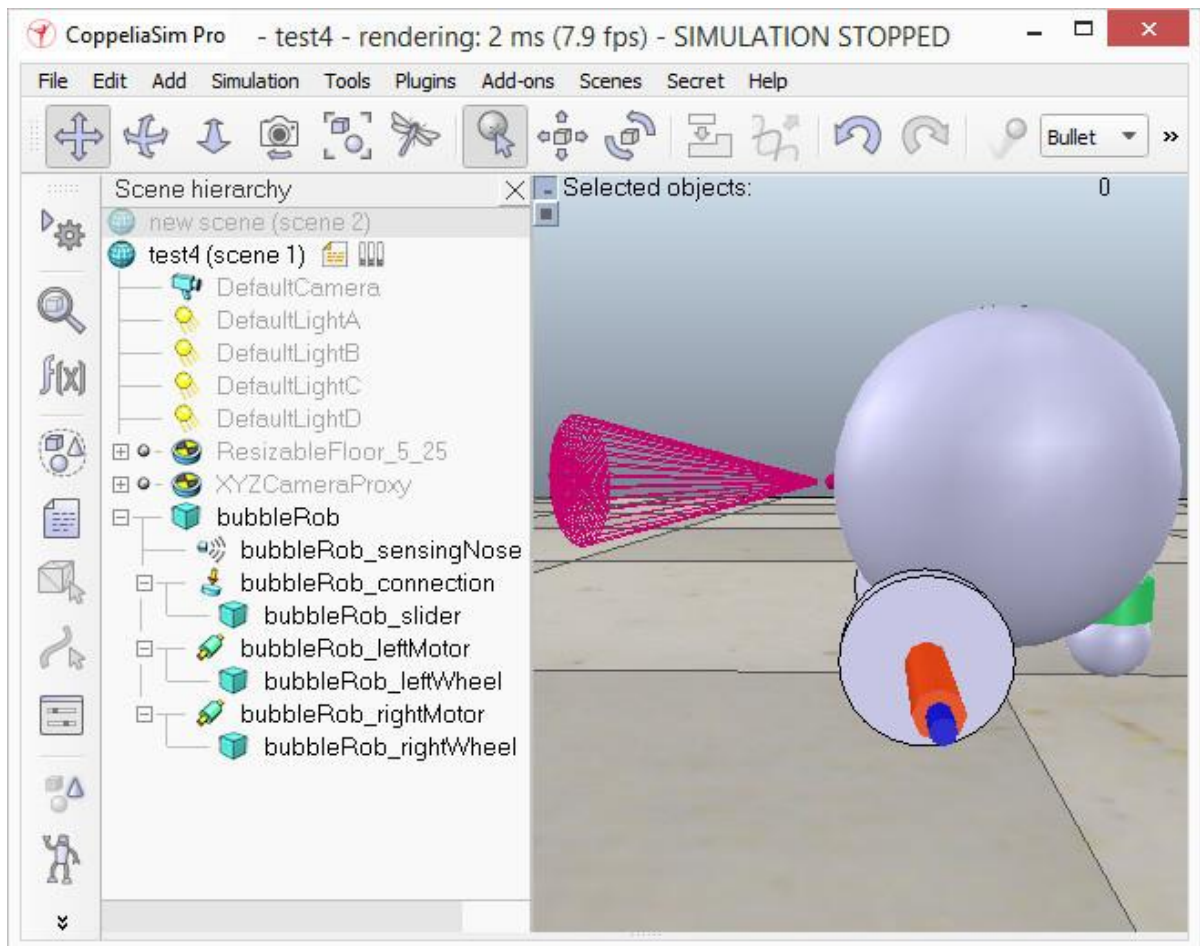 CoppeliaSim Pro - test4 - rendering: 2 ms (7.9 fps) - SIMULATION STOPPED
File Edit Add Simulation Tools Plugins Add-ons Scenes Secret Help
Bullet
f(x)
Scene hierarchy
Selected objects: 0
new scene (scene 2)
test4 (scene 1)
DefaultCamera
DefaultLightA
DefaultLightB
DefaultLightC
DefaultLightD
ResizableFloor_5_25
XYZCameraProxy
bubbleRob
bubbleRob_sensingNose
bubbleRob_connection
bubbleRob_slider
bubbleRob_leftMotor
bubbleRob_leftWheel
bubbleRob_rightMotor
bubbleRob_rightWheel